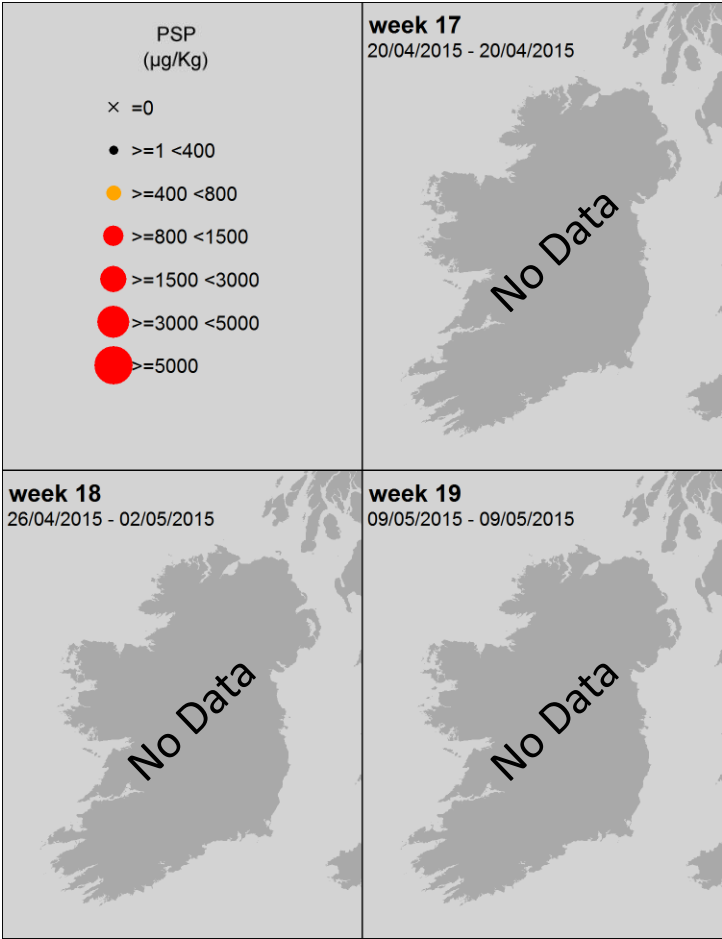 PSP
(µg/Kg)
=0
>=1 <400
>=400 <800
>=800 <1500
>=1500 <3000
>=3000 <5000
>=5000
week 17
20/04/2015 - 20/04/2015
No Data
week 18
26/04/2015 - 02/05/2015
No Data
week 19
09/05/2015 - 09/05/2015
No Data